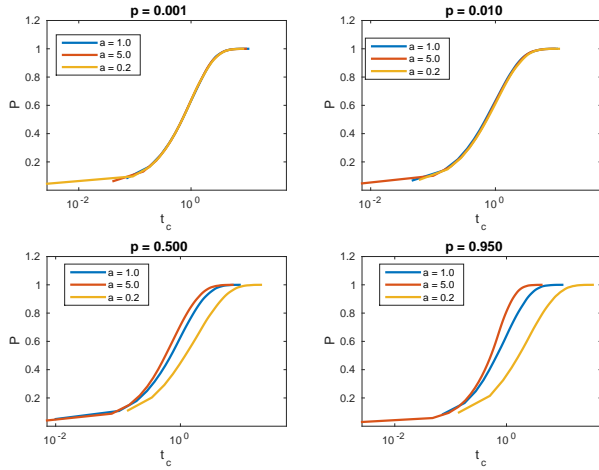 p = 0.001
1.2
1
0.8
0.6
0.4
0.2
P
a = 1.0
a = 5.0
a = 0.2
10^-2
10^0
t_c
p = 0.010
1.2
1
0.8
0.6
0.4
0.2
P
a = 1.0
a = 5.0
a = 0.2
10^-2
10^0
t_c
p = 0.500
1.2
1
0.8
0.6
0.4
0.2
P
a = 1.0
a = 5.0
a = 0.2
10^-2
10^0
t_c
p = 0.950
1.2
1
0.8
0.6
0.4
0.2
P
a = 1.0
a = 5.0
a = 0.2
10^-2
10^0
t_c